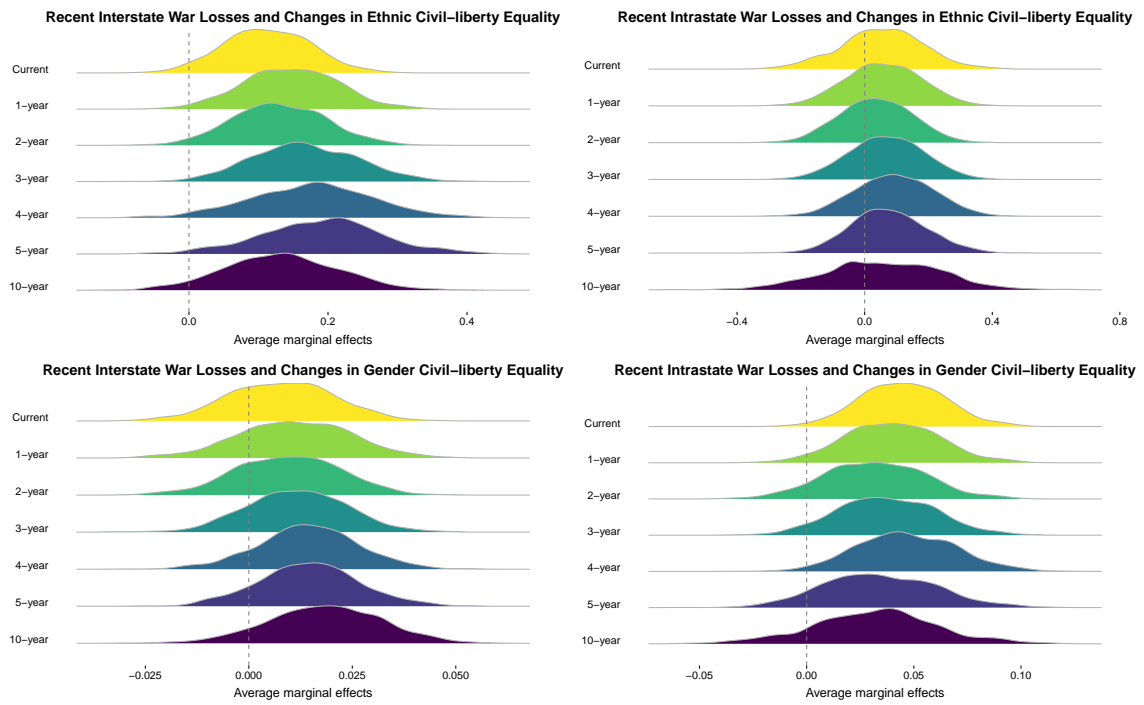 Recent Interstate War Losses and Changes in Ethnic Civil−liberty Equality
Current
1−year
2−year
3−year
4−year
5−year
10−year
0.0 0.2 0.4
Average marginal effects
Recent Intrastate War Losses and Changes in Ethnic Civil−liberty Equality
Current
1−year
2−year
3−year
4−year
5−year
10−year
−0.4 0.0 0.4 0.8
Average marginal effects
Recent Interstate War Losses and Changes in Gender Civil−liberty Equality
Current
1−year
2−year
3−year
4−year
5−year
10−year
−0.025 0.000 0.025 0.050
Average marginal effects
Recent Intrastate War Losses and Changes in Gender Civil−liberty Equality
Current
1−year
2−year
3−year
4−year
5−year
10−year
−0.05 0.00 0.05 0.10
Average marginal effects